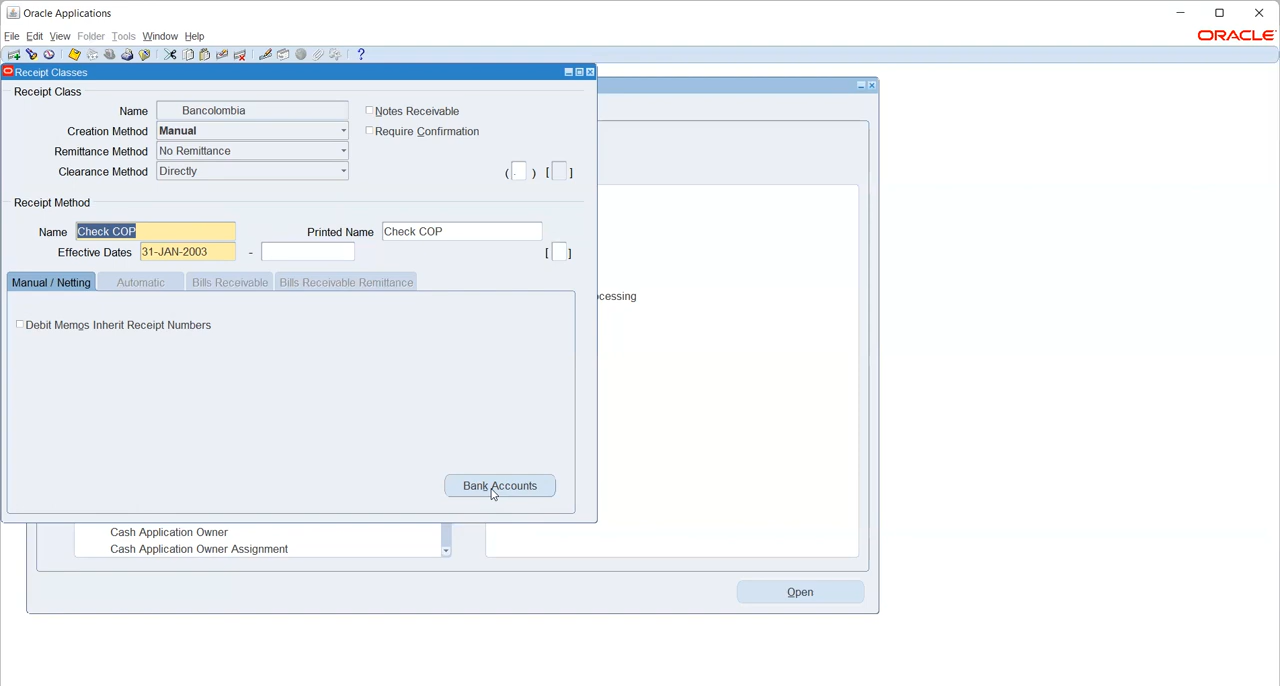 Oracle Applications
File Edit View Folder Tools Window Help
ORACLE
?
Receipt Classes
Receipt Class
Name Bancolombia Notes Receivable
Creation Method Manual Require Confirmation
Remittance Method No Remittance
Clearance Method Directly ( . ) [ ]
Receipt Method
Name Check COP Printed Name Check COP
Effective Dates 31-JAN-2003 - [ ]
Manual / Netting Automatic Bills Receivable Bills Receivable Remittance
cessing
Debit Memos Inherit Receipt Numbers
Bank Accounts
Cash Application Owner
Cash Application Owner Assignment
Open